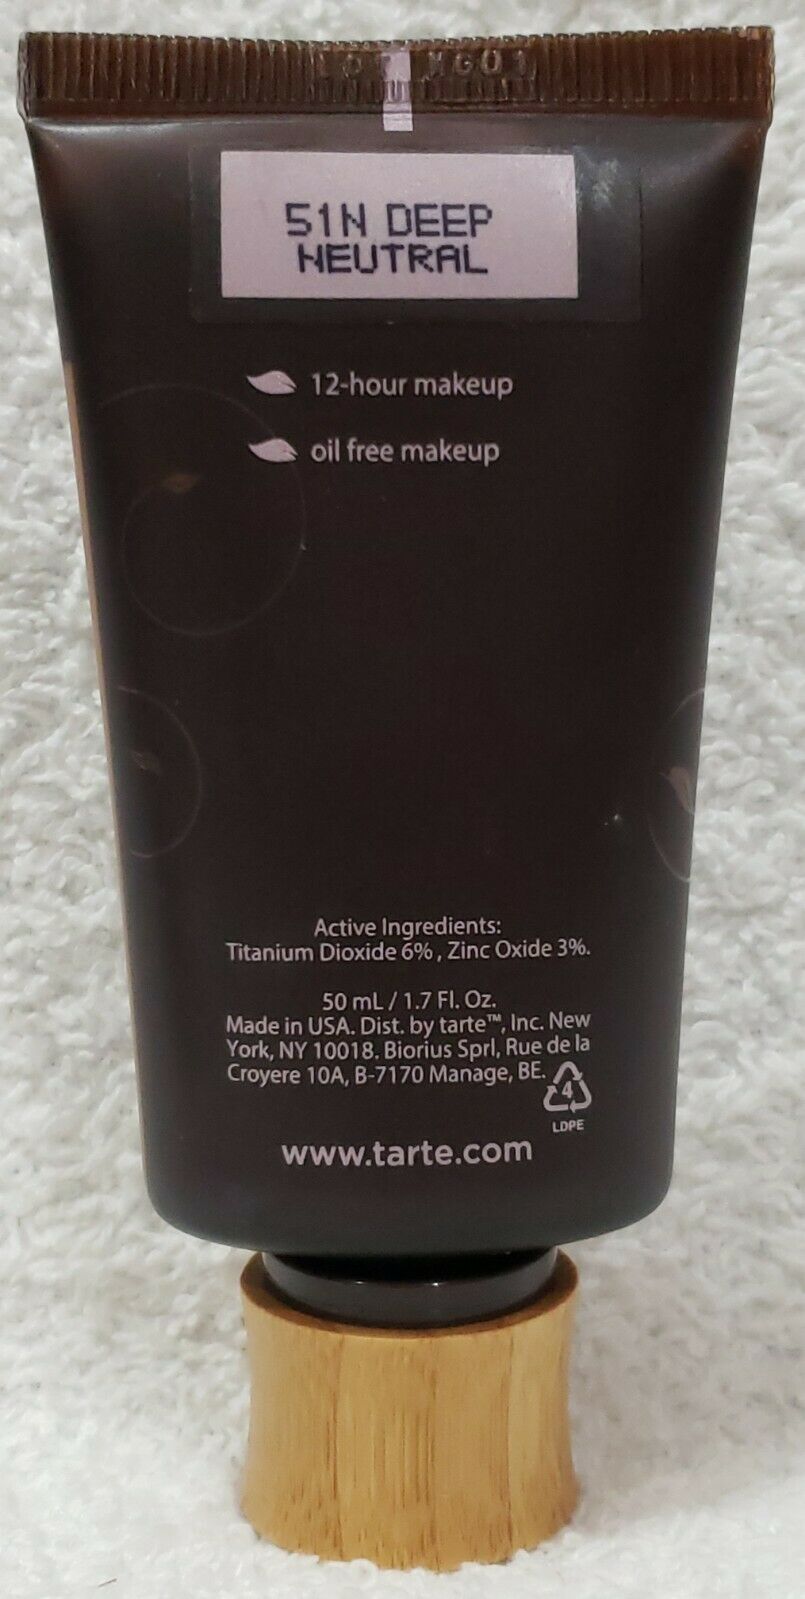 51N DEEP
NEUTRAL
12-hour makeup
oil free makeup
Active Ingredients:
Titanium Dioxide 6% , Zinc Oxide 3%.
50 mL / 1.7 Fl. Oz.
Made in USA. Dist. by tarte™, Inc. New
York, NY 10018. Biorius Sprl, Rue de la
Croyere 10A, B-7170 Manage, BE.
4
LDPE
www.tarte.com